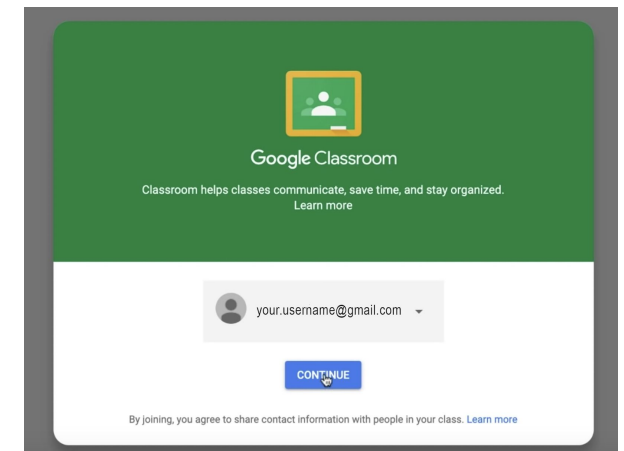 Google Classroom
Classroom helps classes communicate, save time, and stay organized.
Learn more
your.username@gmail.com
CONTINUE
By joining, you agree to share contact information with people in your class. Learn more